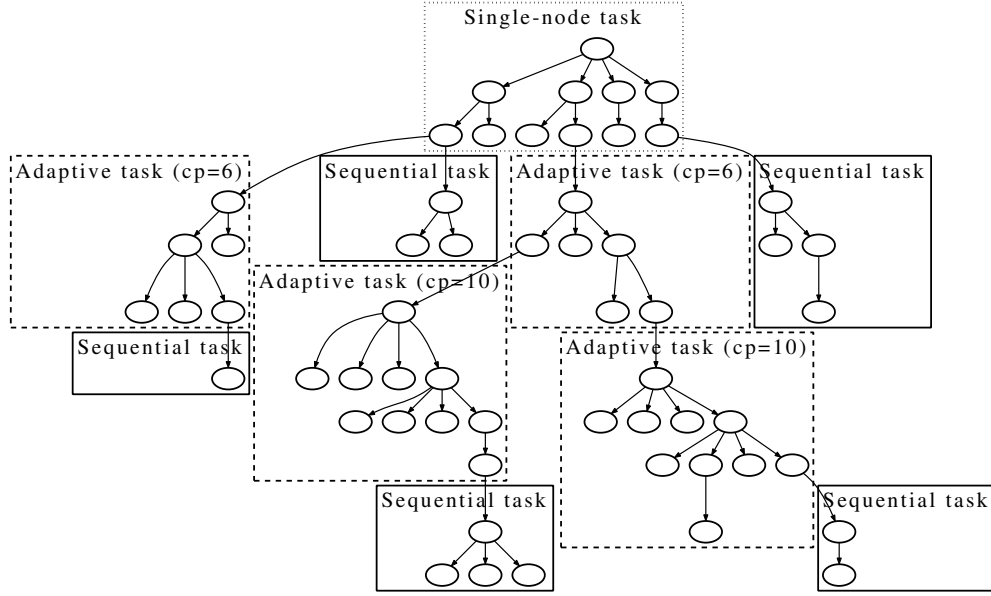 Single-node task
Adaptive task (cp=6)
Sequential task
Adaptive task (cp=6)
Sequential task
Adaptive task (cp=10)
Sequential task
Adaptive task (cp=10)
Sequential task
Sequential task